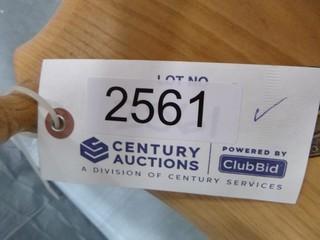 LOT NO
2561
CENTURY AUCTIONS
POWERED BY
ClubBid
A DIVISION OF CENTURY SERVICES